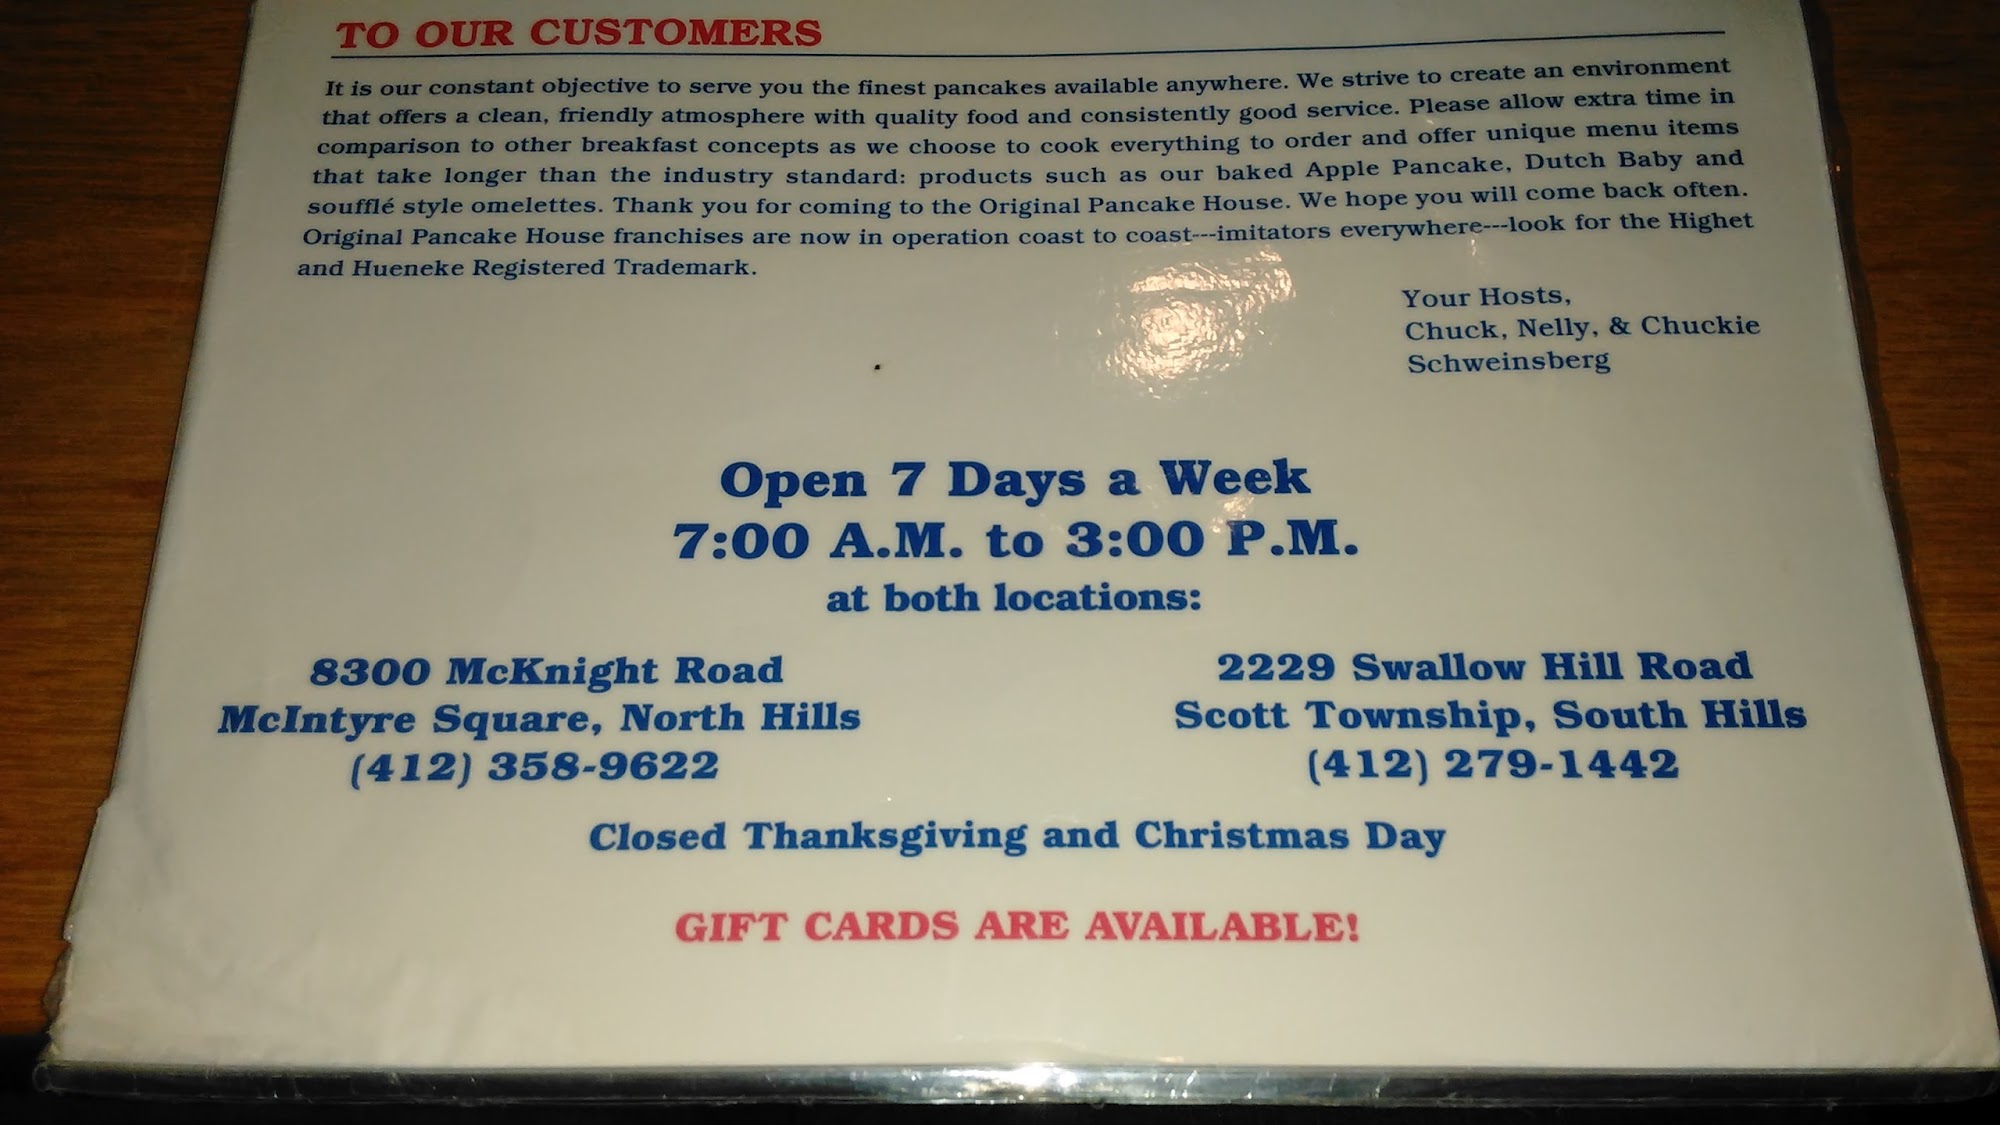 TO OUR CUSTOMERS
It is our constant objective to serve you the finest pancakes available anywhere. We strive to create an environment
that offers a clean, friendly atmosphere with quality food and consistently good service. Please allow extra time in
comparison to other breakfast concepts as we choose to cook everything to order and offer unique menu items
that take longer than the industry standard: products such as our baked Apple Pancake, Dutch Baby and
soufflé style omelettes. Thank you for coming to the Original Pancake House. We hope you will come back often.
Original Pancake House franchises are now in operation coast to coast---imitators everywhere---look for the Highet
and Hueneke Registered Trademark.
Your Hosts,
Chuck, Nelly, & Chuckie
Schweinsberg
Open 7 Days a Week
7:00 A.M. to 3:00 P.M.
at both locations:
8300 McKnight Road
McIntyre Square, North Hills
(412) 358-9622
2229 Swallow Hill Road
Scott Township, South Hills
(412) 279-1442
Closed Thanksgiving and Christmas Day
GIFT CARDS ARE AVAILABLE!